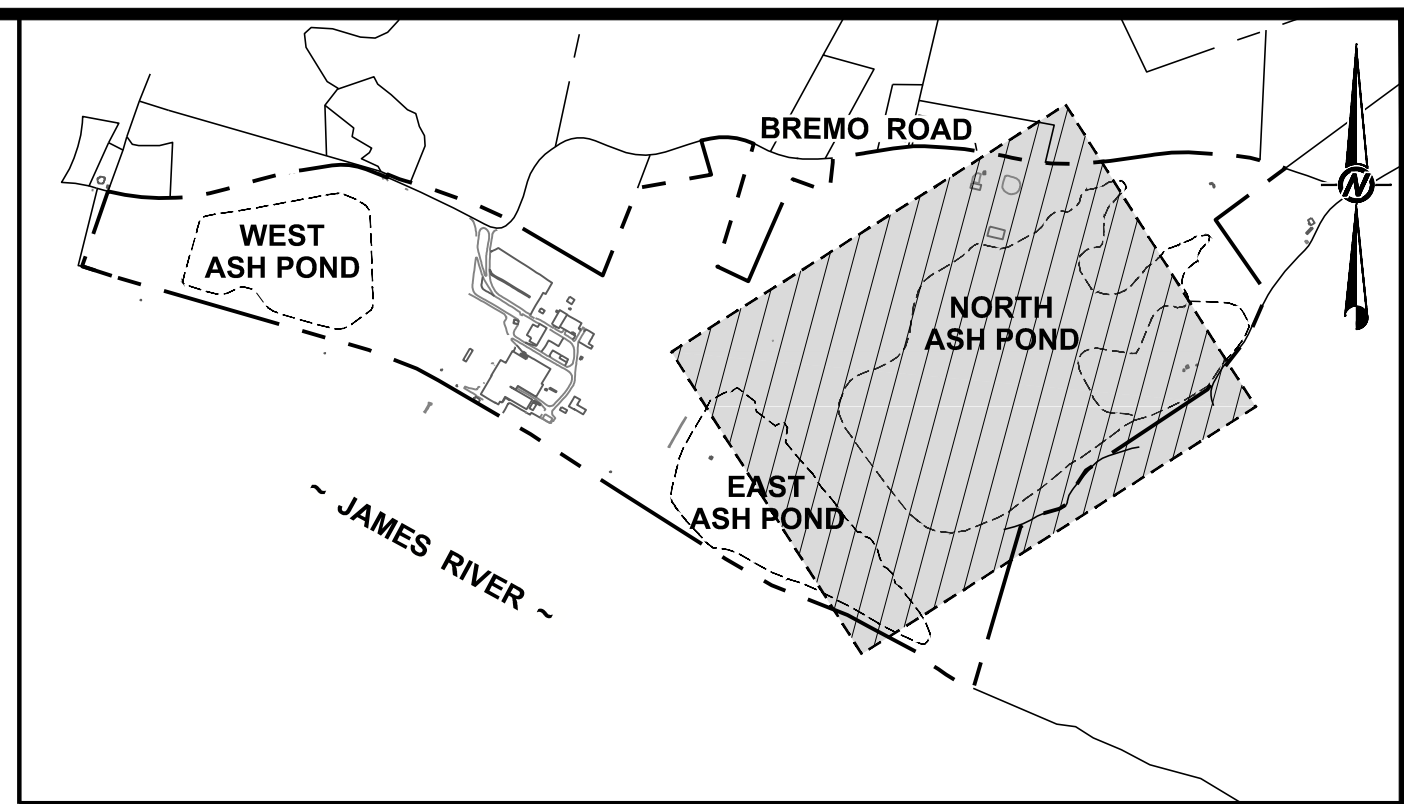 BREMO ROAD
WEST
ASH POND
N
NORTH
ASH POND
EAST
ASH POND
~ JAMES RIVER ~